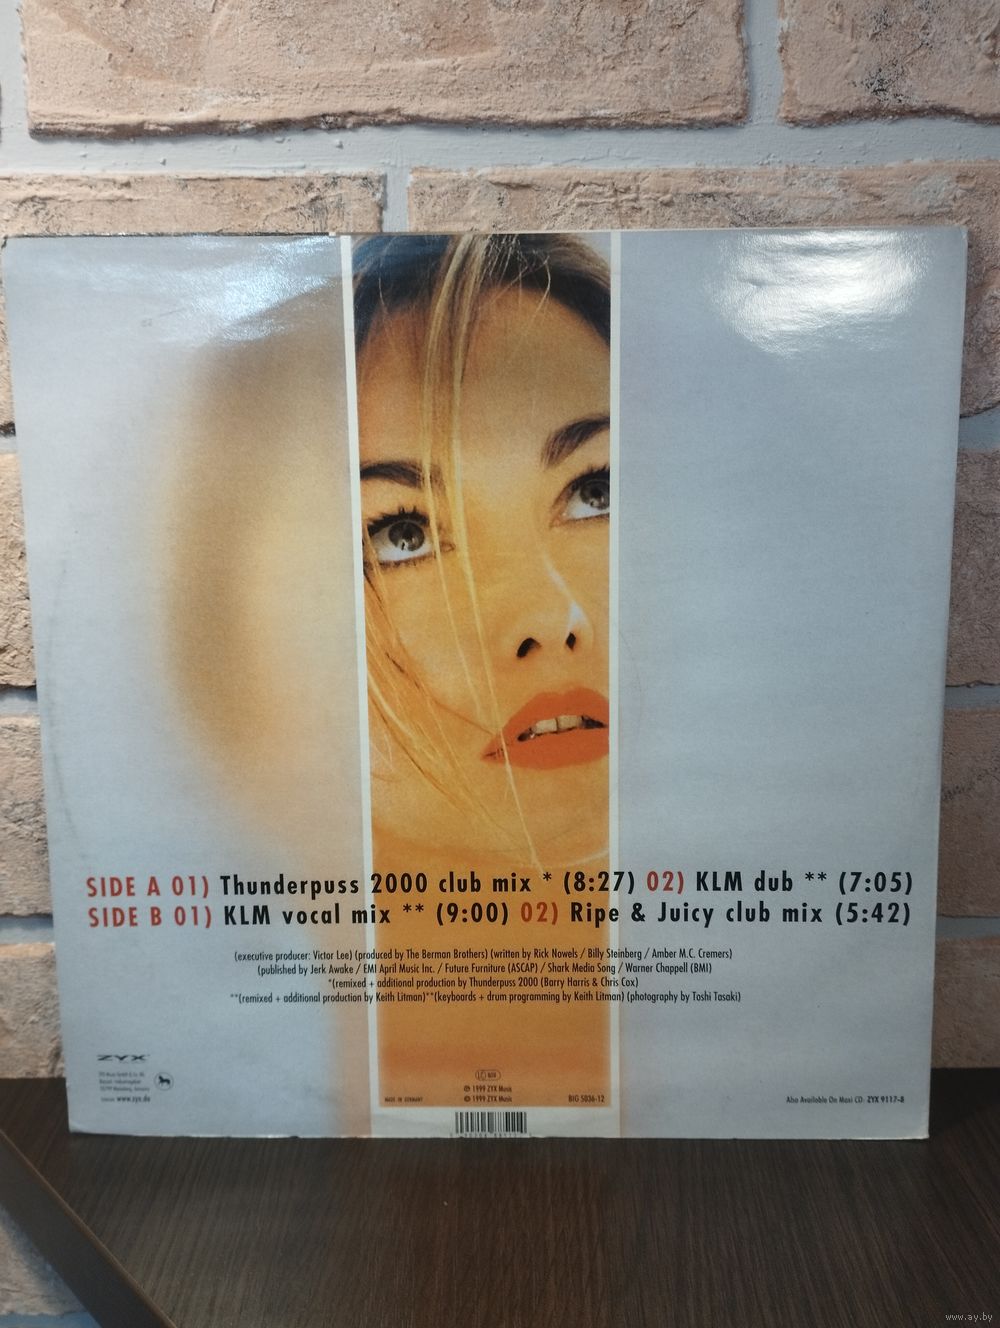 SIDE A 01) Thunderpuss 2000 club mix * (8:27) 02) KLM dub ** (7:05)
SIDE B 01) KLM vocal mix ** (9:00) 02) Ripe & Juicy club mix (5:42)
(executive producer: Victor Lee) (produced by The Berman Brothers) (written by Rick Nowels / Billy Steinberg / Amber M.C. Cremers)
(published by Jerk Awake / EMI April Music Inc. / Future Furniture (ASCAP) / Shark Media Song / Warner Chappell (BMI)
*(remixed + additional production by Thunderpuss 2000 (Barry Harris & Chris Cox)
**(remixed + additional production by Keith Litman)**(keyboards + drum programming by Keith Litman) (photography by Toshi Tasaki)
ZYX
www.zyx.de
MADE IN GERMANY
LC
℗ 1999 ZYX Music
© 1999 ZYX Music
BIG 5036-12
Also Available On Maxi CD: ZYX 9117-8
www.ay.by